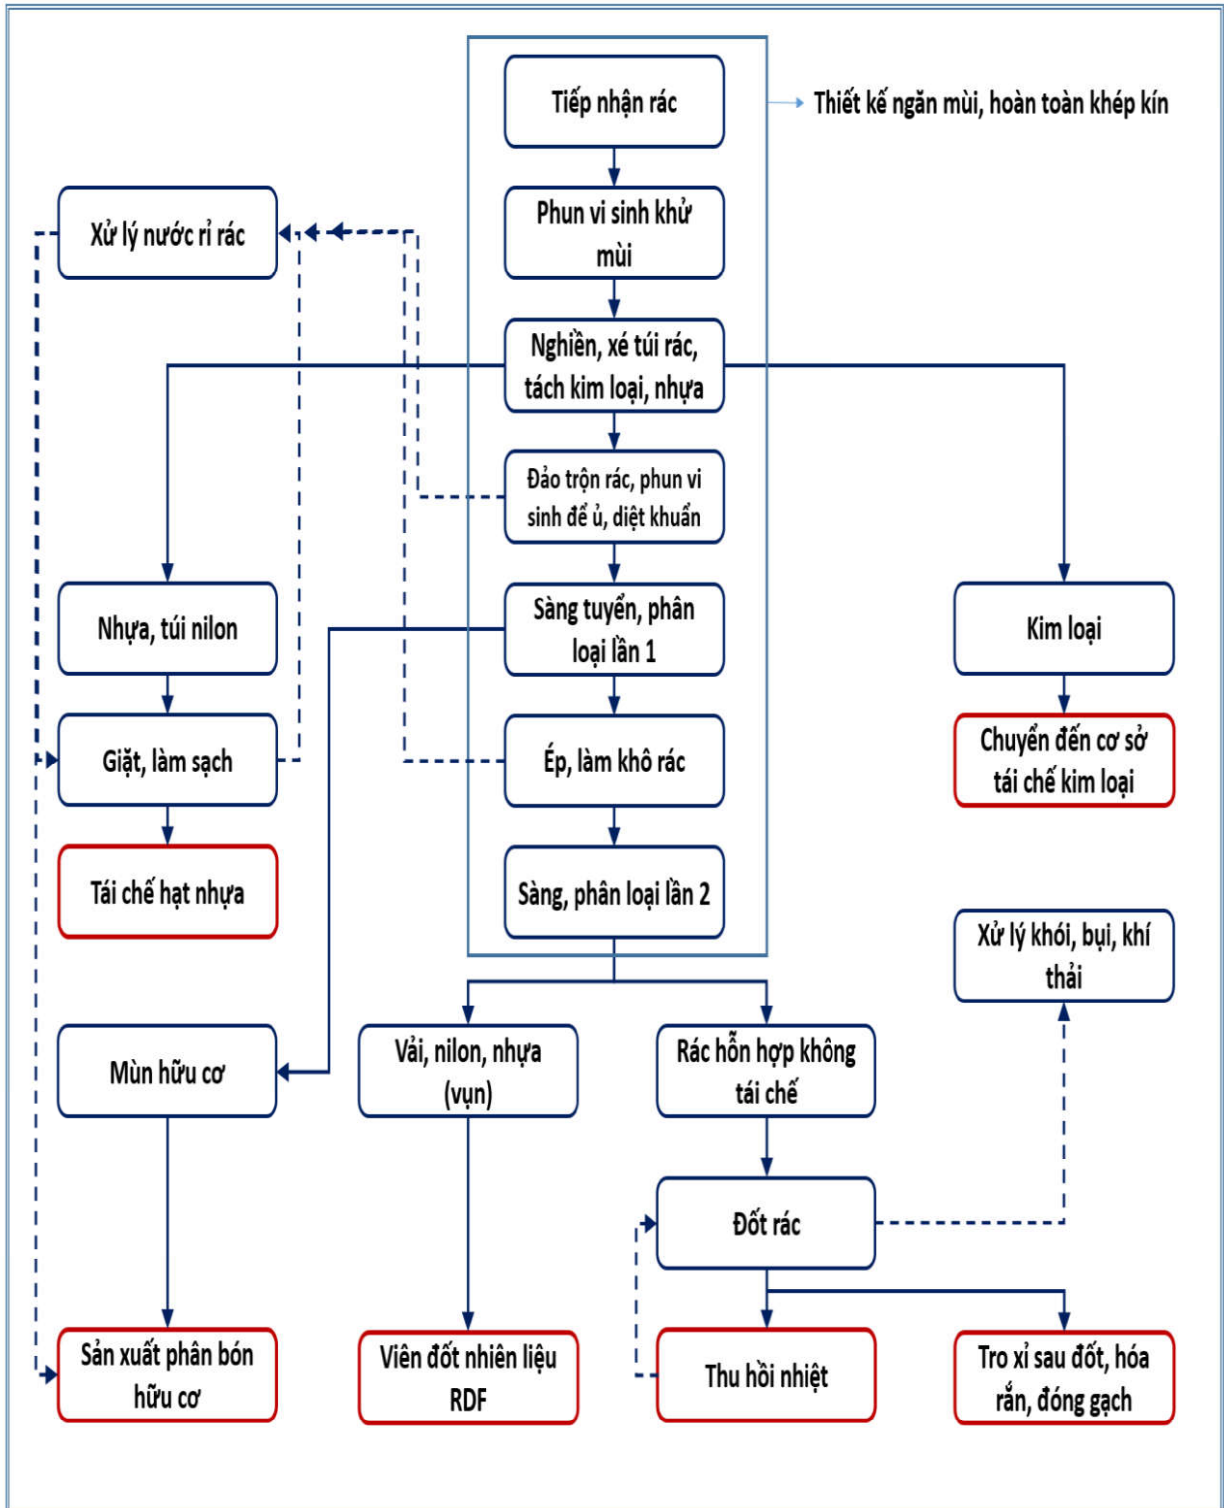 Tiếp nhận rác
Thiết kế ngăn mùi, hoàn toàn khép kín
Xử lý nước rỉ rác
Phun vi sinh khử
mùi
Nghiền, xé túi rác,
tách kim loại, nhựa
Đảo trộn rác, phun vi
sinh để ủ, diệt khuẩn
Nhựa, túi nilon
Sàng tuyển, phân
loại lần 1
Kim loại
Giặt, làm sạch
Ép, làm khô rác
Chuyển đến cơ sở
tái chế kim loại
Tái chế hạt nhựa
Sàng, phân loại lần 2
Xử lý khói, bụi, khí
thải
Mùn hữu cơ
Vải, nilon, nhựa
(vụn)
Rác hỗn hợp không
tái chế
Đốt rác
Sản xuất phân bón
hữu cơ
Viên đốt nhiên liệu
RDF
Thu hồi nhiệt
Tro xỉ sau đốt, hóa
rắn, đóng gạch